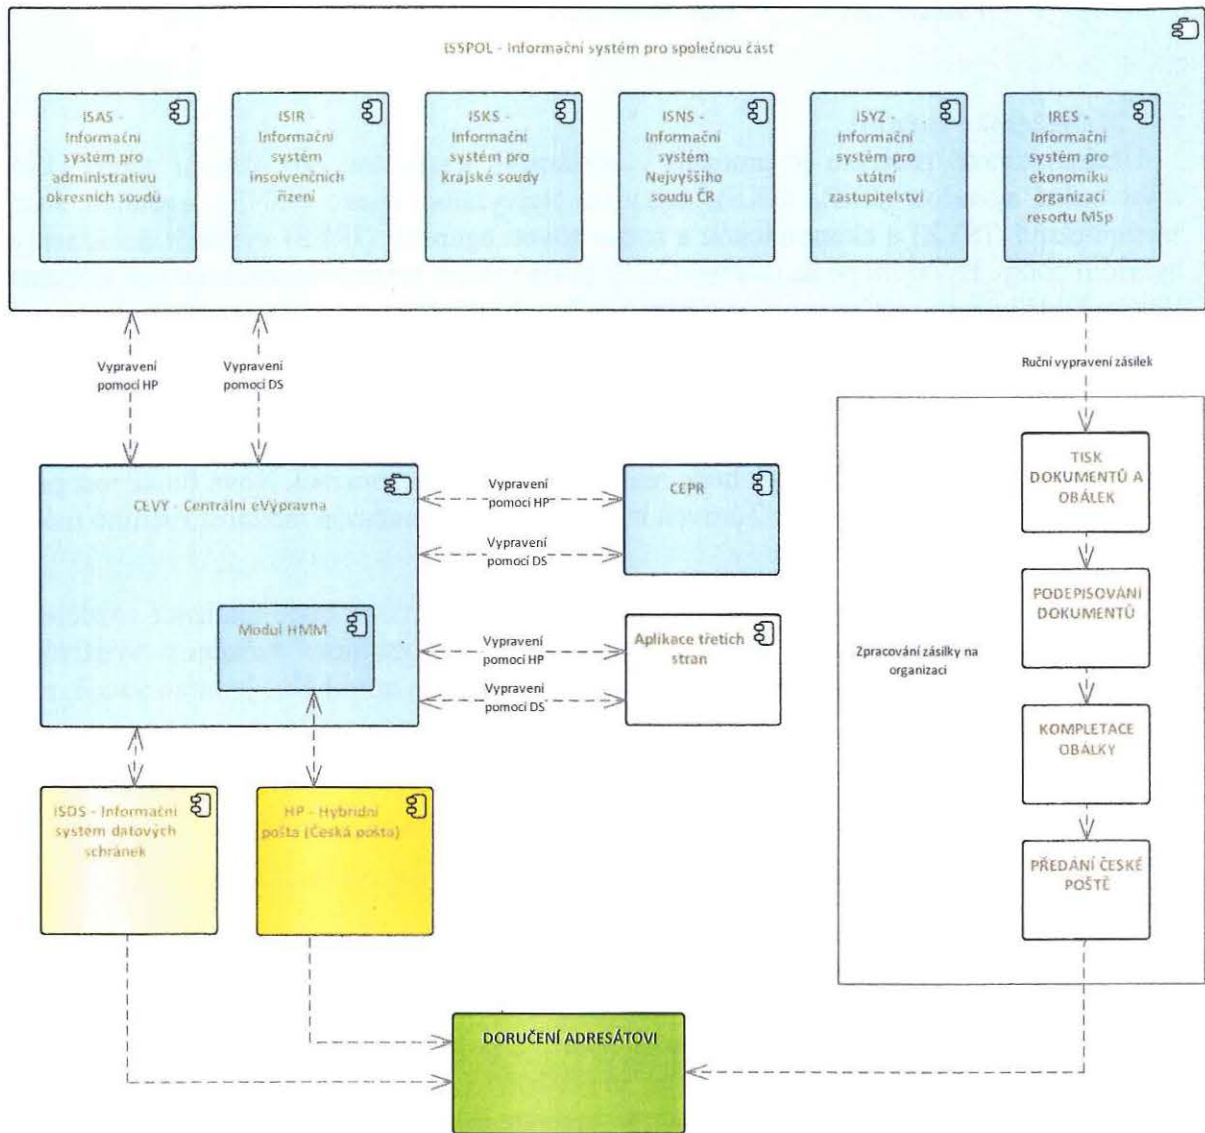 ISSPOL - Informační systém pro společnou část
ISAS -
Informační
systém pro
administrativu
okresních soudů
ISIR -
Informační
systém
insolvenčních
řízení
ISKS -
Informační
systém pro
krajské soudy
ISNS -
Informační
systém
Nejvyššího
soudu ČR
ISYZ -
Informační
systém pro
státní
zastupitelství
IRES -
Informační
systém pro
ekonomiku
organizací
resortu MSp
Vypravení
pomocí HP
Vypravení
pomocí DS
Ruční vypravení zásilek
CEVY - Centrální eVýpravna
Vypravení
pomocí HP
Vypravení
pomocí DS
CEPR
Modul HMM
Vypravení
pomocí HP
Vypravení
pomocí DS
Aplikace třetích
stran
Zpracování zásilky na
organizaci
TISK
DOKUMENTŮ A
OBÁLEK
PODEPISOVÁNÍ
DOKUMENTŮ
KOMPLETACE
OBÁLKY
PŘEDÁNÍ ČESKÉ
POŠTĚ
ISDS - Informační
systém datových
schránek
HP - Hybridní
pošta (Česká pošta)
DORUČENÍ ADRESÁTOVI